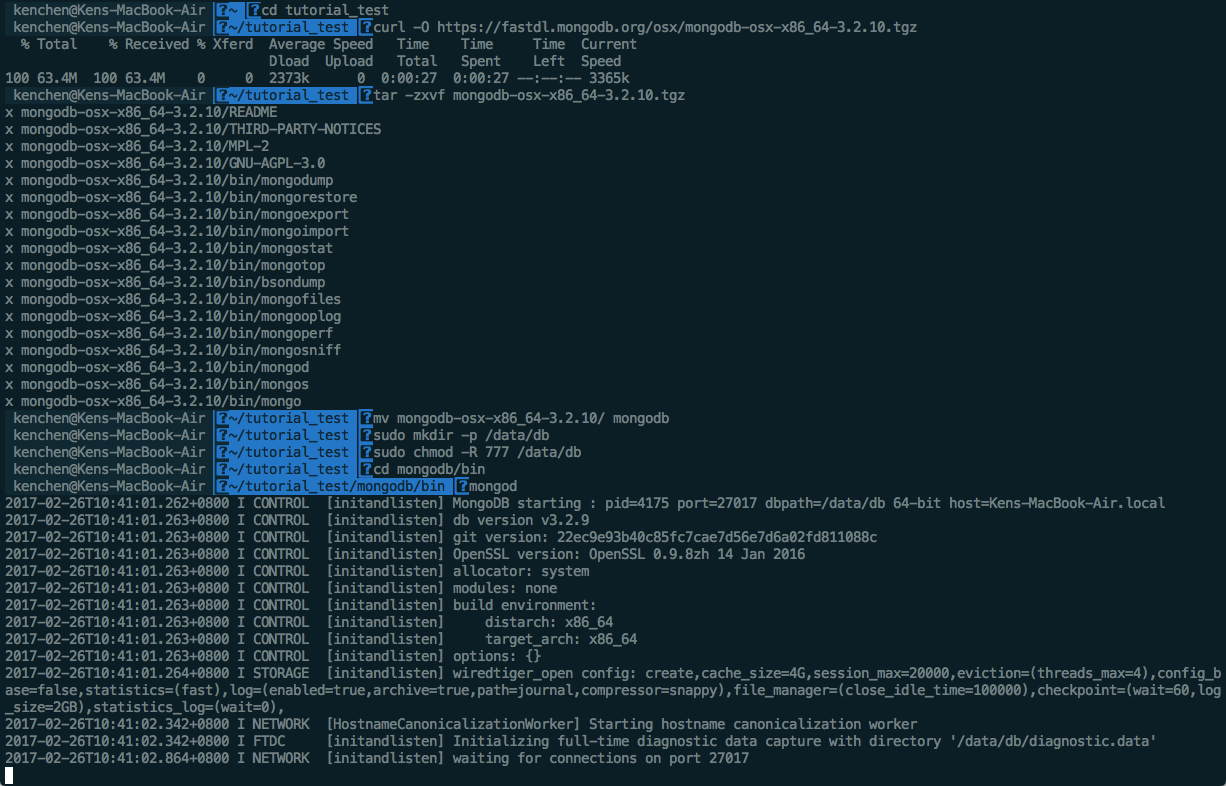 kenchen@Kens-MacBook-Air ?~ ?cd tutorial_test
kenchen@Kens-MacBook-Air ?~/tutorial_test ?curl -O https://fastdl.mongodb.org/osx/mongodb-osx-x86_64-3.2.10.tgz
% Total % Received % Xferd Average Speed Time Time Time Current
Dload Upload Total Spent Left Speed
100 63.4M 100 63.4M 0 0 2373k 0 0:00:27 0:00:27 --:--:-- 3365k
kenchen@Kens-MacBook-Air ?~/tutorial_test ?tar -zxvf mongodb-osx-x86_64-3.2.10.tgz
x mongodb-osx-x86_64-3.2.10/README
x mongodb-osx-x86_64-3.2.10/THIRD-PARTY-NOTICES
x mongodb-osx-x86_64-3.2.10/MPL-2
x mongodb-osx-x86_64-3.2.10/GNU-AGPL-3.0
x mongodb-osx-x86_64-3.2.10/bin/mongodump
x mongodb-osx-x86_64-3.2.10/bin/mongorestore
x mongodb-osx-x86_64-3.2.10/bin/mongoexport
x mongodb-osx-x86_64-3.2.10/bin/mongoimport
x mongodb-osx-x86_64-3.2.10/bin/mongostat
x mongodb-osx-x86_64-3.2.10/bin/mongotop
x mongodb-osx-x86_64-3.2.10/bin/bsondump
x mongodb-osx-x86_64-3.2.10/bin/mongofiles
x mongodb-osx-x86_64-3.2.10/bin/mongooplog
x mongodb-osx-x86_64-3.2.10/bin/mongoperf
x mongodb-osx-x86_64-3.2.10/bin/mongosniff
x mongodb-osx-x86_64-3.2.10/bin/mongod
x mongodb-osx-x86_64-3.2.10/bin/mongos
x mongodb-osx-x86_64-3.2.10/bin/mongo
kenchen@Kens-MacBook-Air ?~/tutorial_test ?mv mongodb-osx-x86_64-3.2.10/ mongodb
kenchen@Kens-MacBook-Air ?~/tutorial_test ?sudo mkdir -p /data/db
kenchen@Kens-MacBook-Air ?~/tutorial_test ?sudo chmod -R 777 /data/db
kenchen@Kens-MacBook-Air ?~/tutorial_test ?cd mongodb/bin
kenchen@Kens-MacBook-Air ?~/tutorial_test/mongodb/bin ?mongod
2017-02-26T10:41:01.262+0800 I CONTROL [initandlisten] MongoDB starting : pid=4175 port=27017 dbpath=/data/db 64-bit host=Kens-MacBook-Air.local
2017-02-26T10:41:01.263+0800 I CONTROL [initandlisten] db version v3.2.9
2017-02-26T10:41:01.263+0800 I CONTROL [initandlisten] git version: 22ec9e93b40c85fc7cae7d56e7d6a02fd811088c
2017-02-26T10:41:01.263+0800 I CONTROL [initandlisten] OpenSSL version: OpenSSL 0.9.8zh 14 Jan 2016
2017-02-26T10:41:01.263+0800 I CONTROL [initandlisten] allocator: system
2017-02-26T10:41:01.263+0800 I CONTROL [initandlisten] modules: none
2017-02-26T10:41:01.263+0800 I CONTROL [initandlisten] build environment:
2017-02-26T10:41:01.263+0800 I CONTROL [initandlisten] distarch: x86_64
2017-02-26T10:41:01.263+0800 I CONTROL [initandlisten] target_arch: x86_64
2017-02-26T10:41:01.263+0800 I CONTROL [initandlisten] options: {}
2017-02-26T10:41:01.264+0800 I STORAGE [initandlisten] wiredtiger_open config: create,cache_size=4G,session_max=20000,eviction=(threads_max=4),config_b
ase=false,statistics=(fast),log=(enabled=true,archive=true,path=journal,compressor=snappy),file_manager=(close_idle_time=100000),checkpoint=(wait=60,log
_size=2GB),statistics_log=(wait=0),
2017-02-26T10:41:02.342+0800 I NETWORK [HostnameCanonicalizationWorker] Starting hostname canonicalization worker
2017-02-26T10:41:02.342+0800 I FTDC [initandlisten] Initializing full-time diagnostic data capture with directory '/data/db/diagnostic.data'
2017-02-26T10:41:02.864+0800 I NETWORK [initandlisten] waiting for connections on port 27017